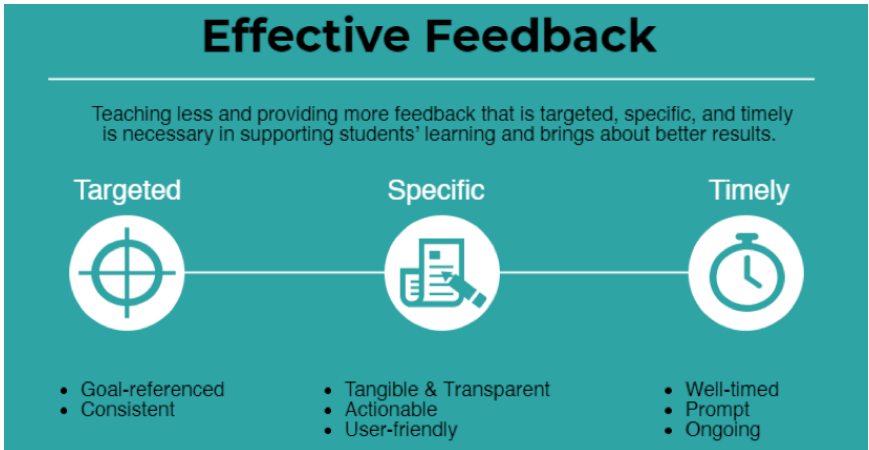 Effective Feedback
Teaching less and providing more feedback that is targeted, specific, and timely
is necessary in supporting students’ learning and brings about better results.
Targeted
Specific
Timely
• Goal-referenced
• Consistent
• Tangible & Transparent
• Actionable
• User-friendly
• Well-timed
• Prompt
• Ongoing